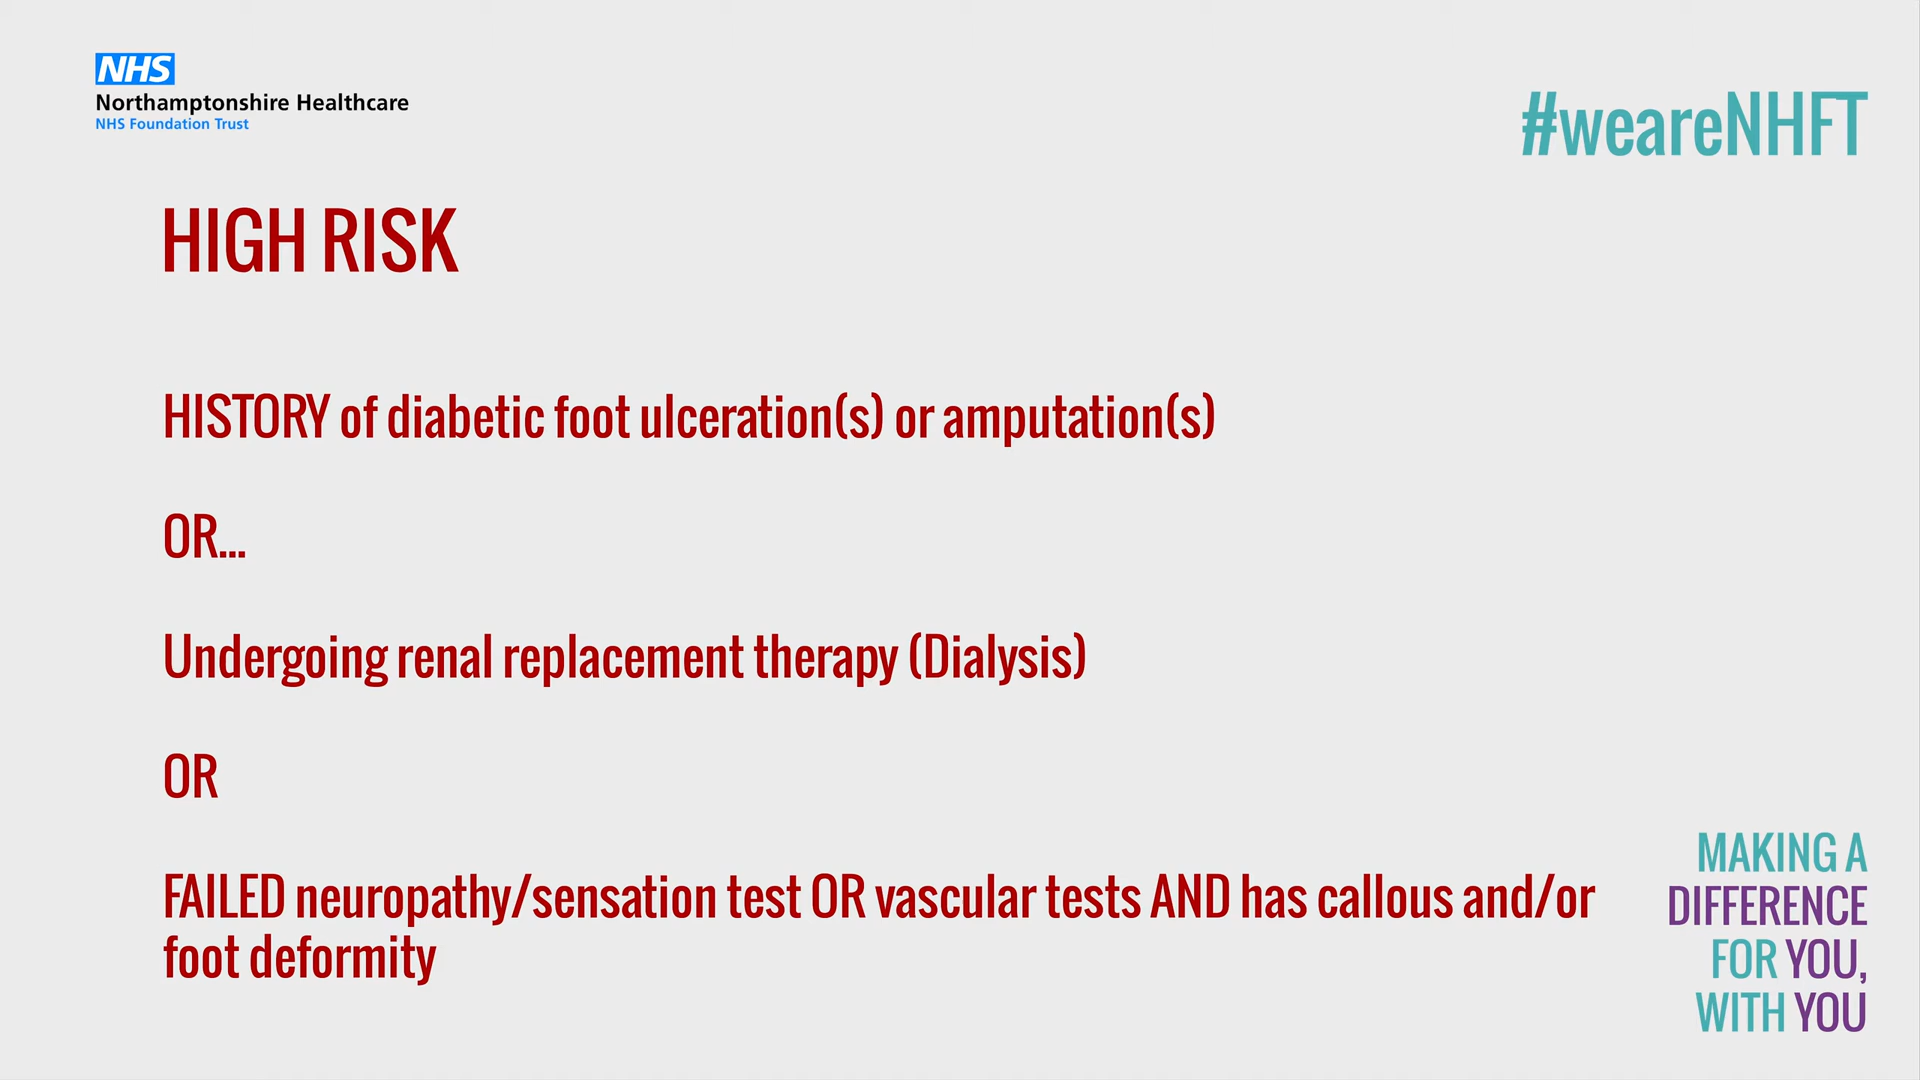 NHS
Northamptonshire Healthcare
NHS Foundation Trust
#weareNHFT
HIGH RISK
HISTORY of diabetic foot ulceration(s) or amputation(s)
OR...
Undergoing renal replacement therapy (Dialysis)
OR
FAILED neuropathy/sensation test OR vascular tests AND has callous and/or
foot deformity
MAKING A
DIFFERENCE
FOR YOU,
WITH YOU